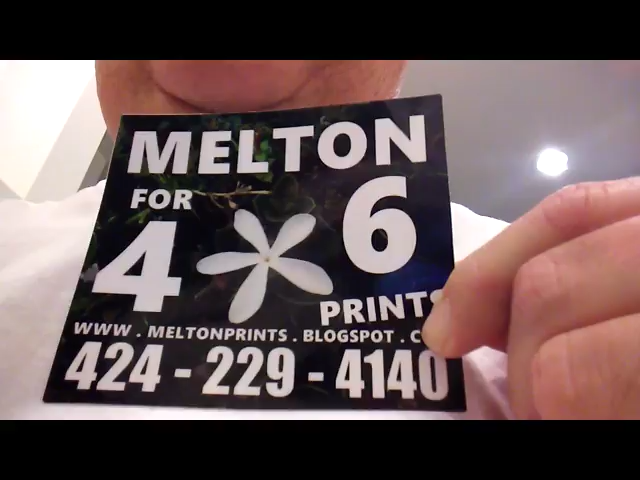 MELTON
FOR
4 6
PRINTS
WWW . MELTONPRINTS . BLOGSPOT .
424 - 229 - 4140